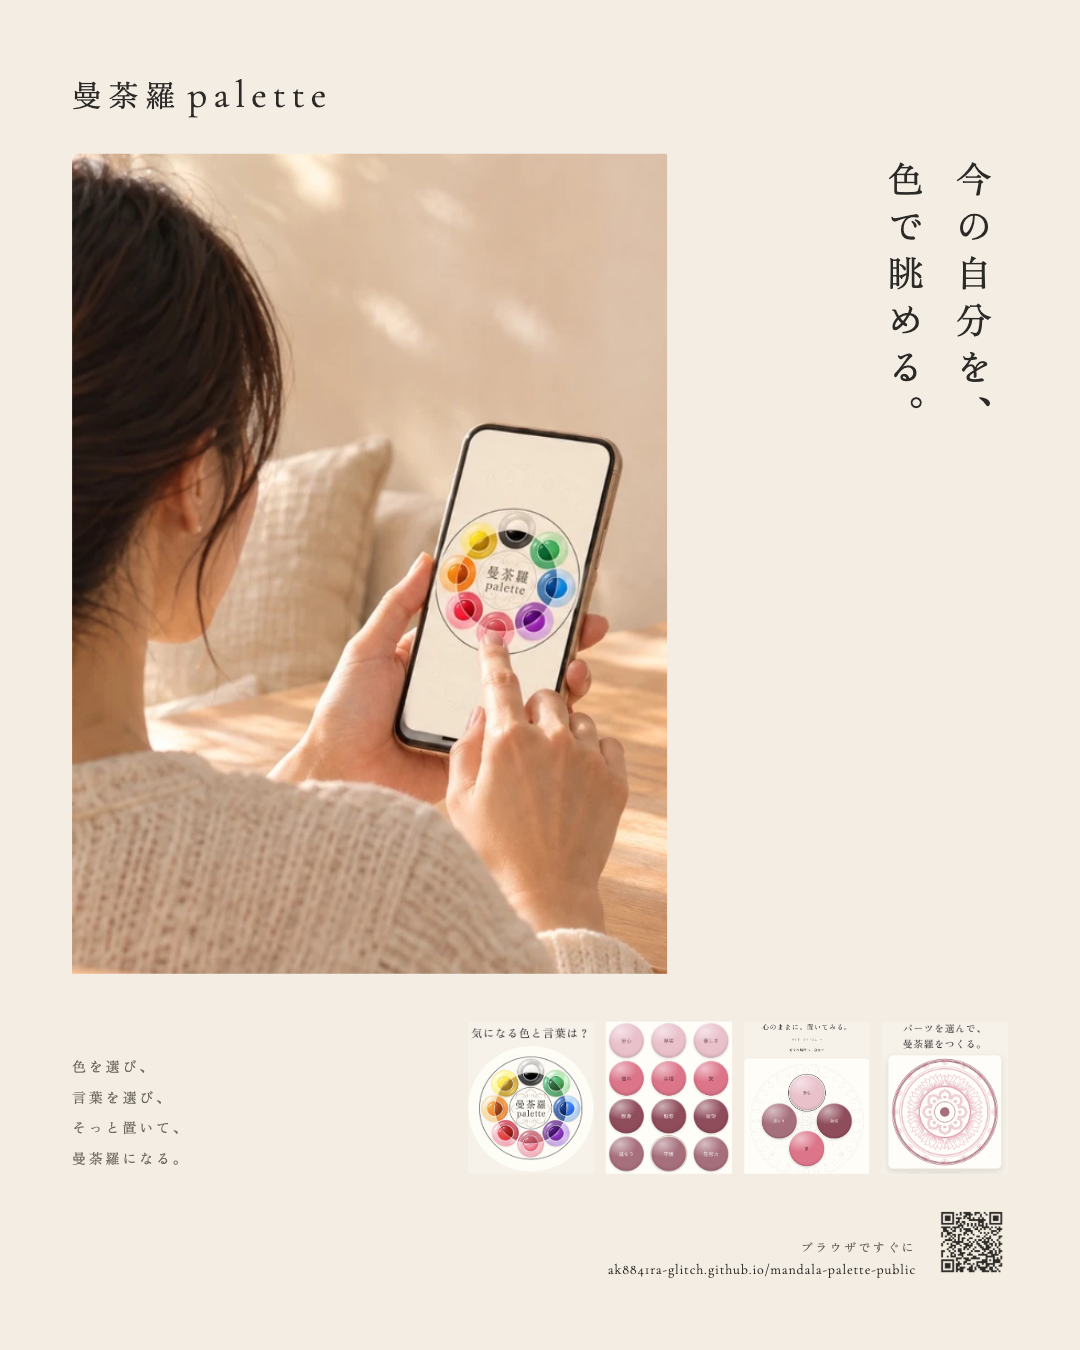 曼荼羅 palette
今の自分を、
色で眺める。
曼荼羅
palette
色を選び、
言葉を選び、
そっと置いて、
曼荼羅になる。
気になる色と言葉は？
曼荼羅
palette
心のままに、置いてみる。
パーツを選んで、
曼荼羅をつくる。
ブラウザですぐに
ak8841ra-glitch.github.io/mandala-palette-public